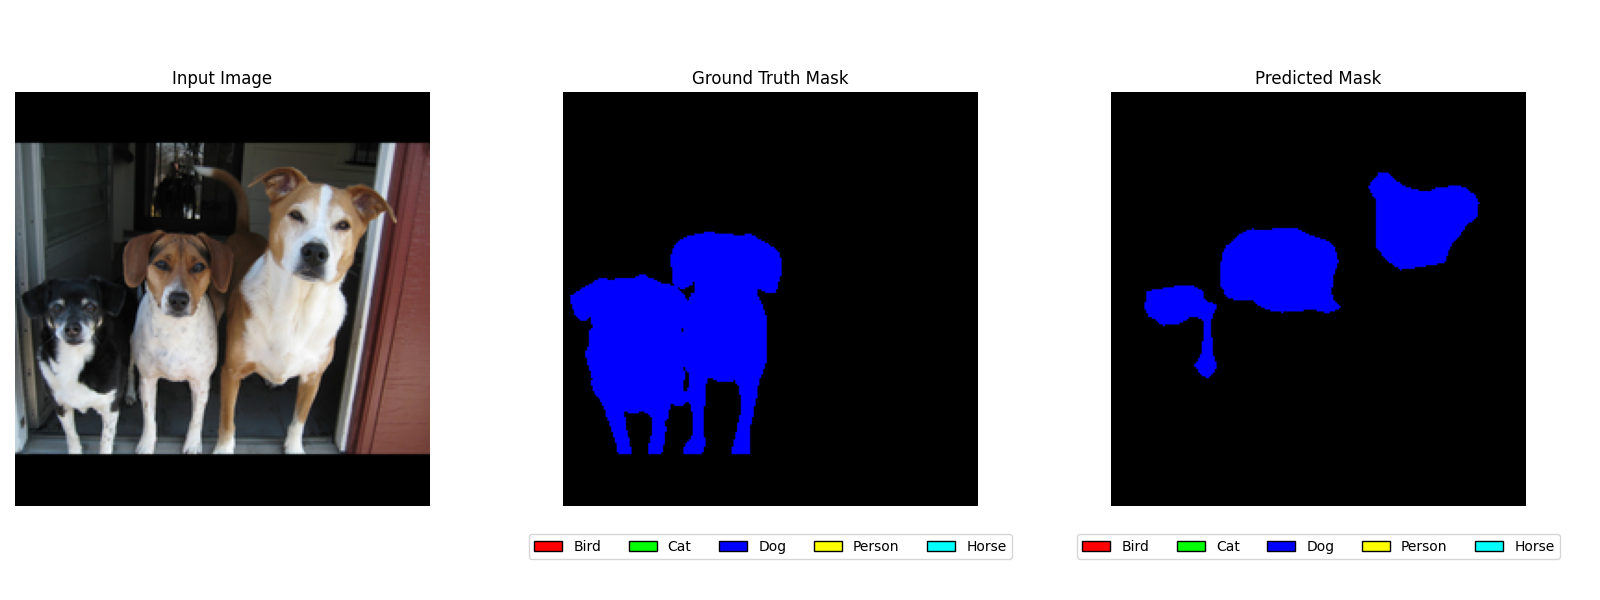 Input Image
Ground Truth Mask
Predicted Mask
Bird Cat Dog Person Horse
Bird Cat Dog Person Horse